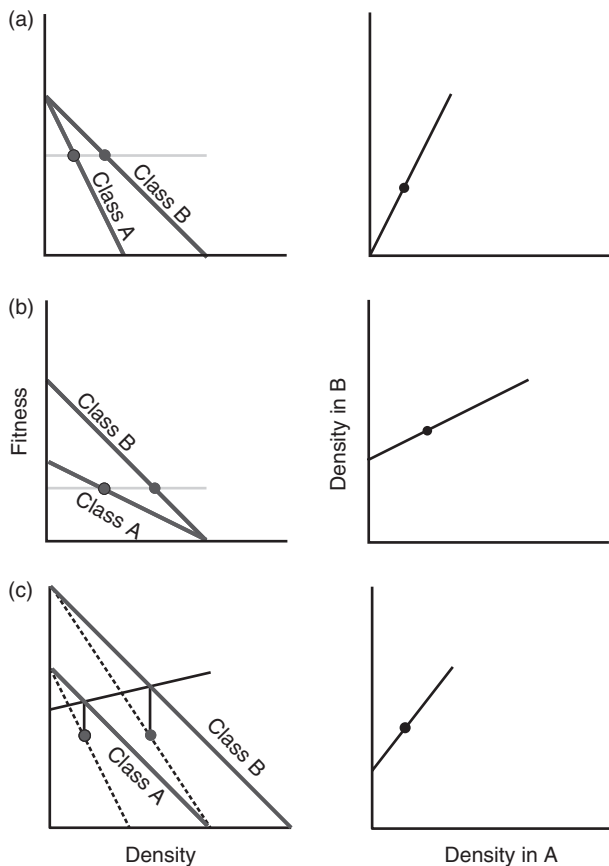 (a)
Class A
Class B
(b)
Fitness
Class B
Class A
Density in B
(c)
Class A
Class B
Density
Density in A